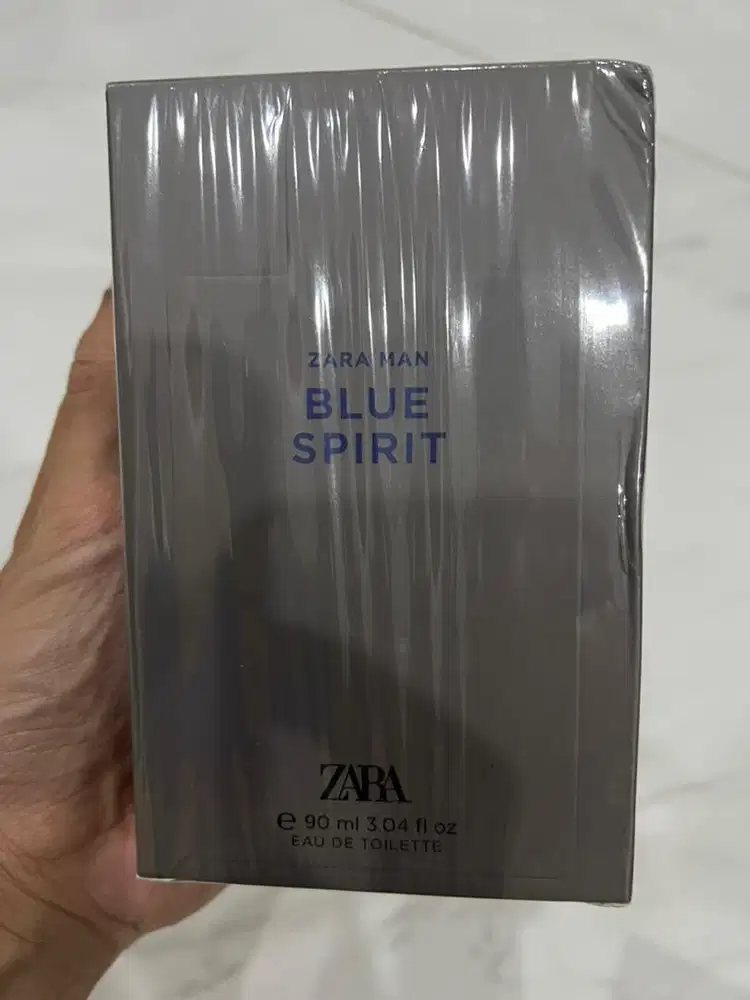 ZARA MAN
BLUE
SPIRIT
ZARA
e 90 ml 3.04 fl oz
EAU DE TOILETTE